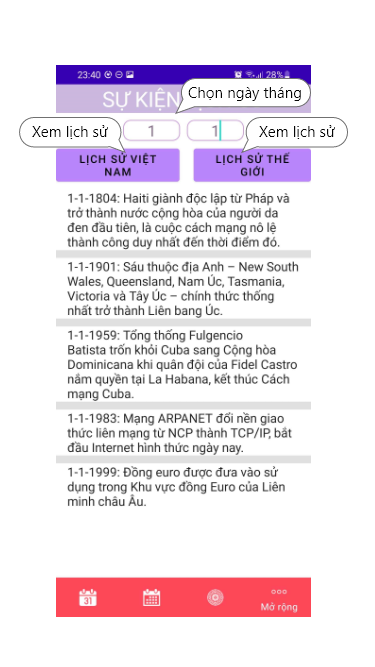 23:40 28%
SỰ KIỆN
Chọn ngày tháng
Xem lịch sử 1 1 Xem lịch sử
LỊCH SỬ VIỆT NAM
LỊCH SỬ THẾ GIỚI
1-1-1804: Haiti giành độc lập từ Pháp và
trở thành nước cộng hòa của người da
đen đầu tiên, là cuộc cách mạng nô lệ
thành công duy nhất đến thời điểm đó.
1-1-1901: Sáu thuộc địa Anh – New South
Wales, Queensland, Nam Úc, Tasmania,
Victoria và Tây Úc – chính thức thống
nhất trở thành Liên bang Úc.
1-1-1959: Tổng thống Fulgencio
Batista trốn khỏi Cuba sang Cộng hòa
Dominicana khi quân đội của Fidel Castro
nắm quyền tại La Habana, kết thúc Cách
mạng Cuba.
1-1-1983: Mạng ARPANET đổi nền giao
thức liên mạng từ NCP thành TCP/IP, bắt
đầu Internet hình thức ngày nay.
1-1-1999: Đồng euro được đưa vào sử
dụng trong Khu vực đồng Euro của Liên
minh châu Âu.
31
Mở rộng